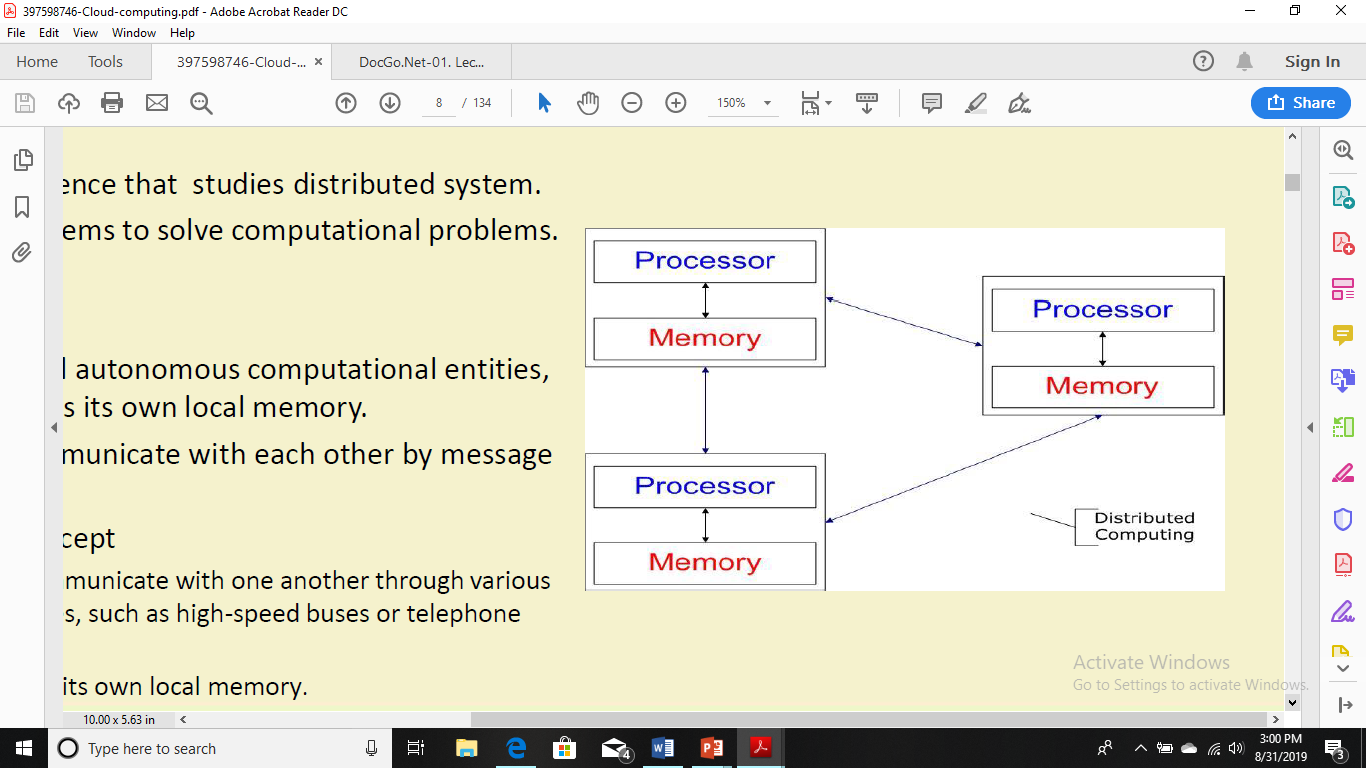 397598746-Cloud-computing.pdf - Adobe Acrobat Reader DC
File Edit View Window Help
Home Tools 397598746-Cloud-... × DocGo.Net-01. Lec... Sign In
8 / 134 150% Share
ence that studies distributed system.
ems to solve computational problems.
l autonomous computational entities,
s its own local memory.
municate with each other by message
cept
municate with one another through various
s, such as high-speed buses or telephone
its own local memory.
Processor
Memory
Processor
Memory
Processor
Memory
Distributed
Computing
Activate Windows
Go to Settings to activate Windows.
10.00 x 5.63 in
Type here to search
4
3:00 PM
8/31/2019
3